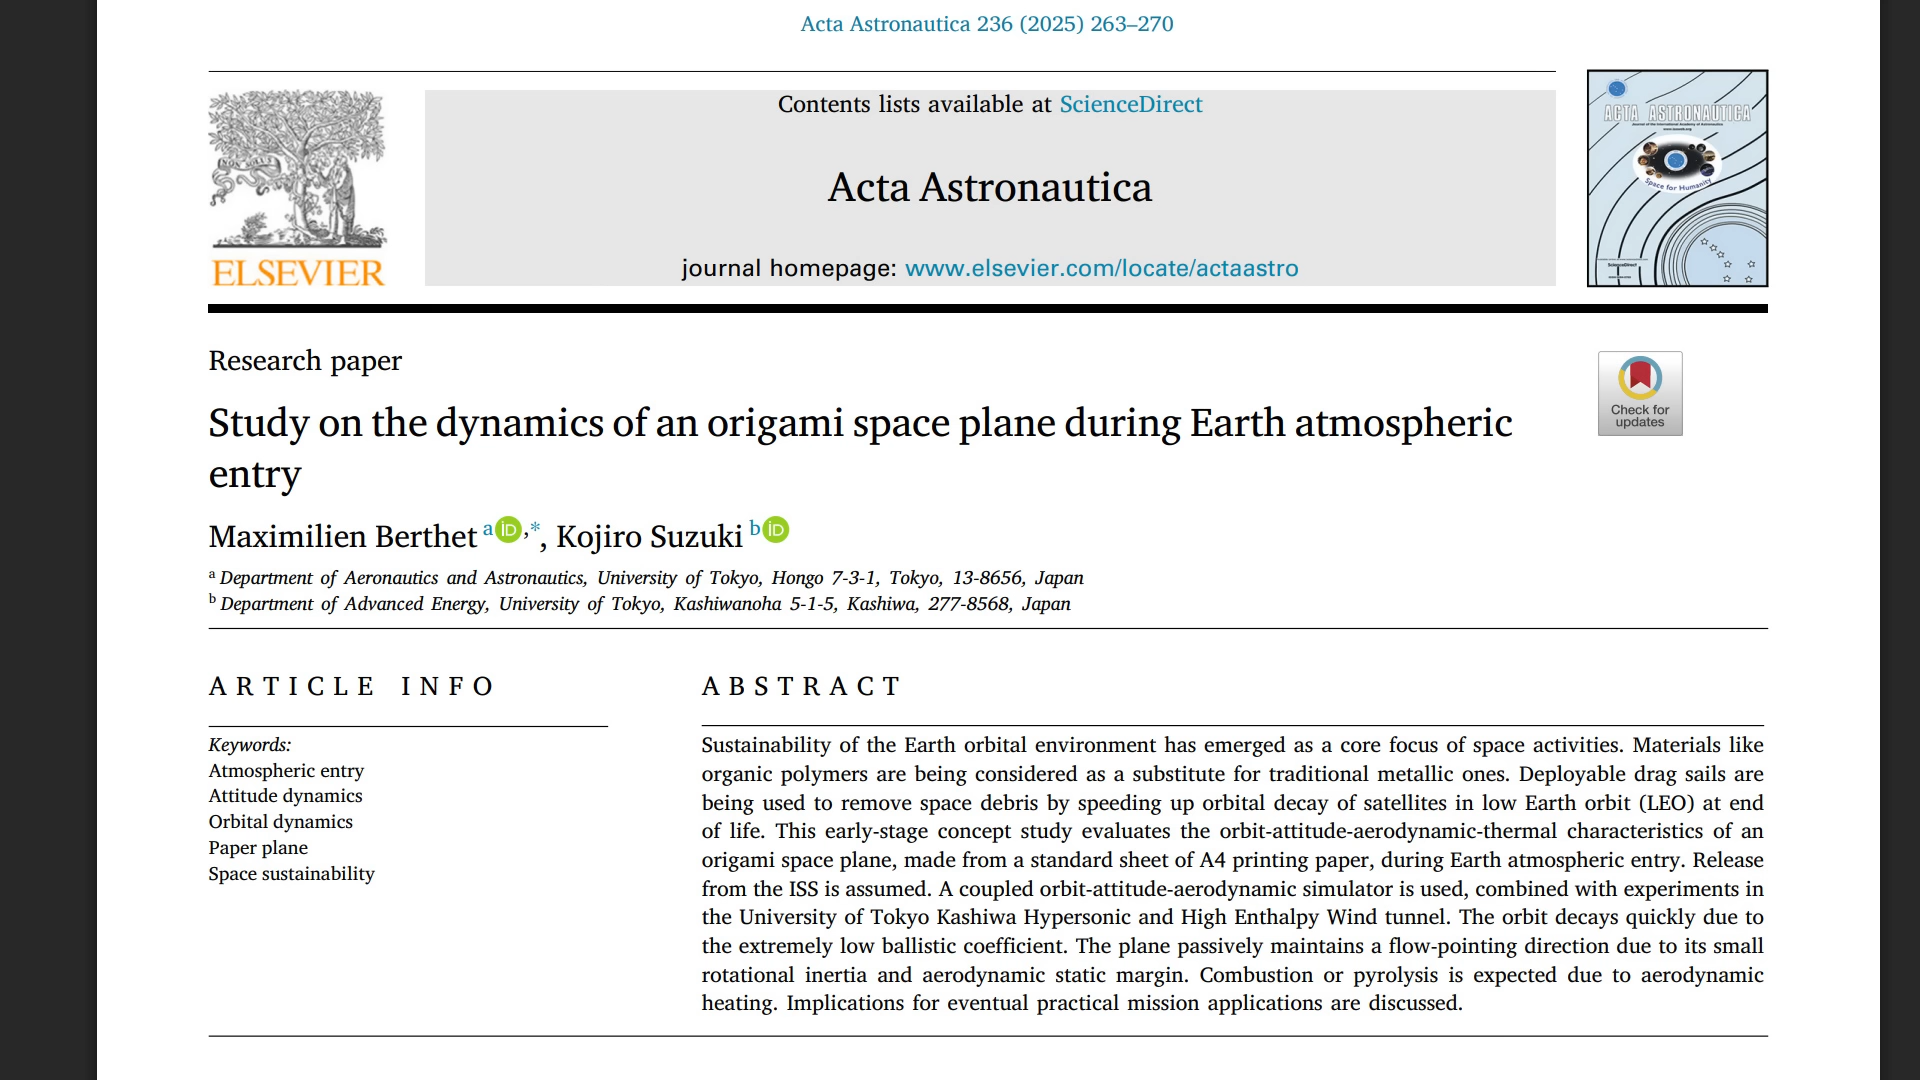 Acta Astronautica 236 (2025) 263–270
Contents lists available at ScienceDirect
Acta Astronautica
journal homepage: www.elsevier.com/locate/actaastro
NON SOLUS
ELSEVIER
ACTA ASTRONAUTICA
Space for Humanity
ScienceDirect
Research paper
Check for
updates
Study on the dynamics of an origami space plane during Earth atmospheric
entry
Maximilien Berthet a iD,*, Kojiro Suzuki b iD
a Department of Aeronautics and Astronautics, University of Tokyo, Hongo 7-3-1, Tokyo, 13-8656, Japan
b Department of Advanced Energy, University of Tokyo, Kashiwanoha 5-1-5, Kashiwa, 277-8568, Japan
ARTICLE INFO
Keywords:
Atmospheric entry
Attitude dynamics
Orbital dynamics
Paper plane
Space sustainability
ABSTRACT
Sustainability of the Earth orbital environment has emerged as a core focus of space activities. Materials like
organic polymers are being considered as a substitute for traditional metallic ones. Deployable drag sails are
being used to remove space debris by speeding up orbital decay of satellites in low Earth orbit (LEO) at end
of life. This early-stage concept study evaluates the orbit-attitude-aerodynamic-thermal characteristics of an
origami space plane, made from a standard sheet of A4 printing paper, during Earth atmospheric entry. Release
from the ISS is assumed. A coupled orbit-attitude-aerodynamic simulator is used, combined with experiments in
the University of Tokyo Kashiwa Hypersonic and High Enthalpy Wind tunnel. The orbit decays quickly due to
the extremely low ballistic coefficient. The plane passively maintains a flow-pointing direction due to its small
rotational inertia and aerodynamic static margin. Combustion or pyrolysis is expected due to aerodynamic
heating. Implications for eventual practical mission applications are discussed.